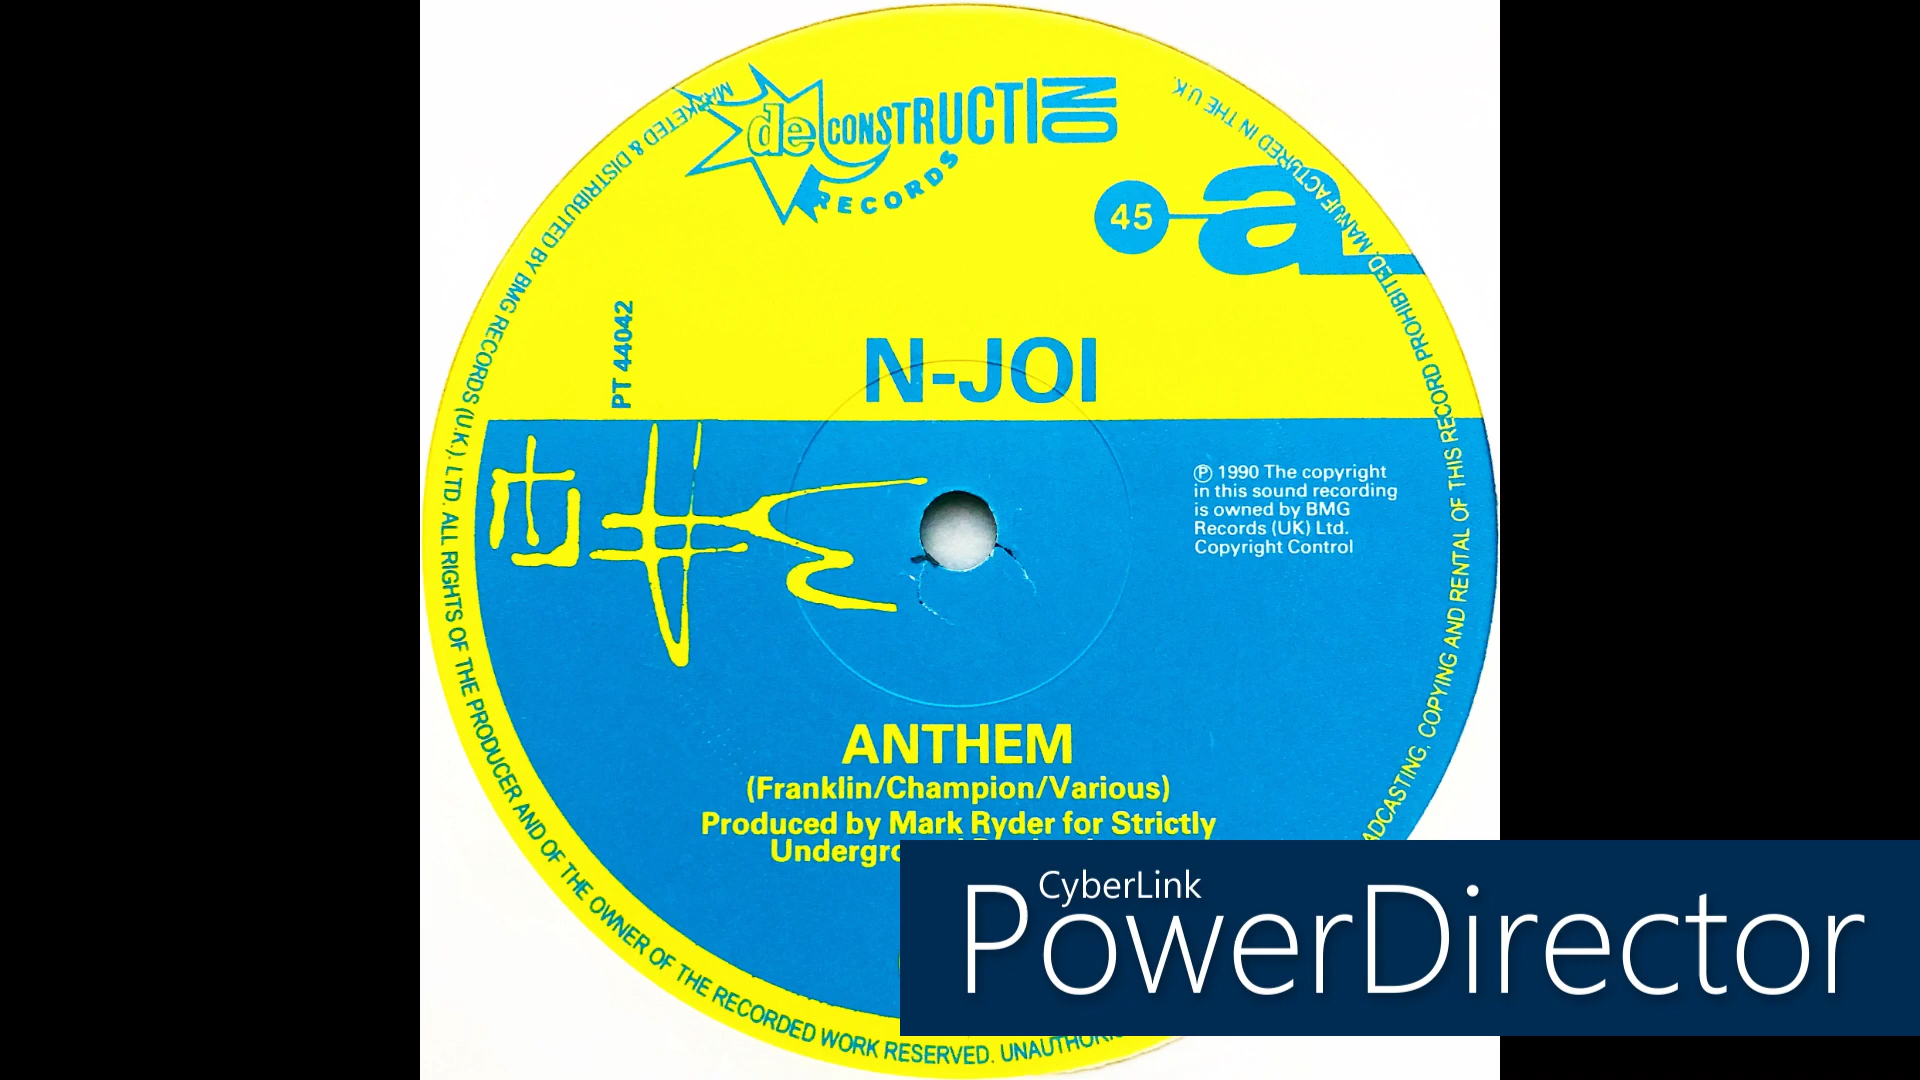 de CONSTRUCTION
RECORDS
45
a
PT 44042
N-JOI
Ⓟ 1990 The copyright
in this sound recording
is owned by BMG
Records (UK) Ltd.
Copyright Control
ANTHEM
(Franklin/Champion/Various)
Produced by Mark Ryder for Strictly
MARKETED & DISTRIBUTED BY BMG RECORDS (U.K.) LTD. ALL RIGHTS OF THE PRODUCER AND OF THE OWNER OF THE RECORDED WORK RESERVED.
COPYING AND RENTAL OF THIS RECORD PROHIBITED. MANUFACTURED IN THE U.K.
CyberLink
PowerDirector